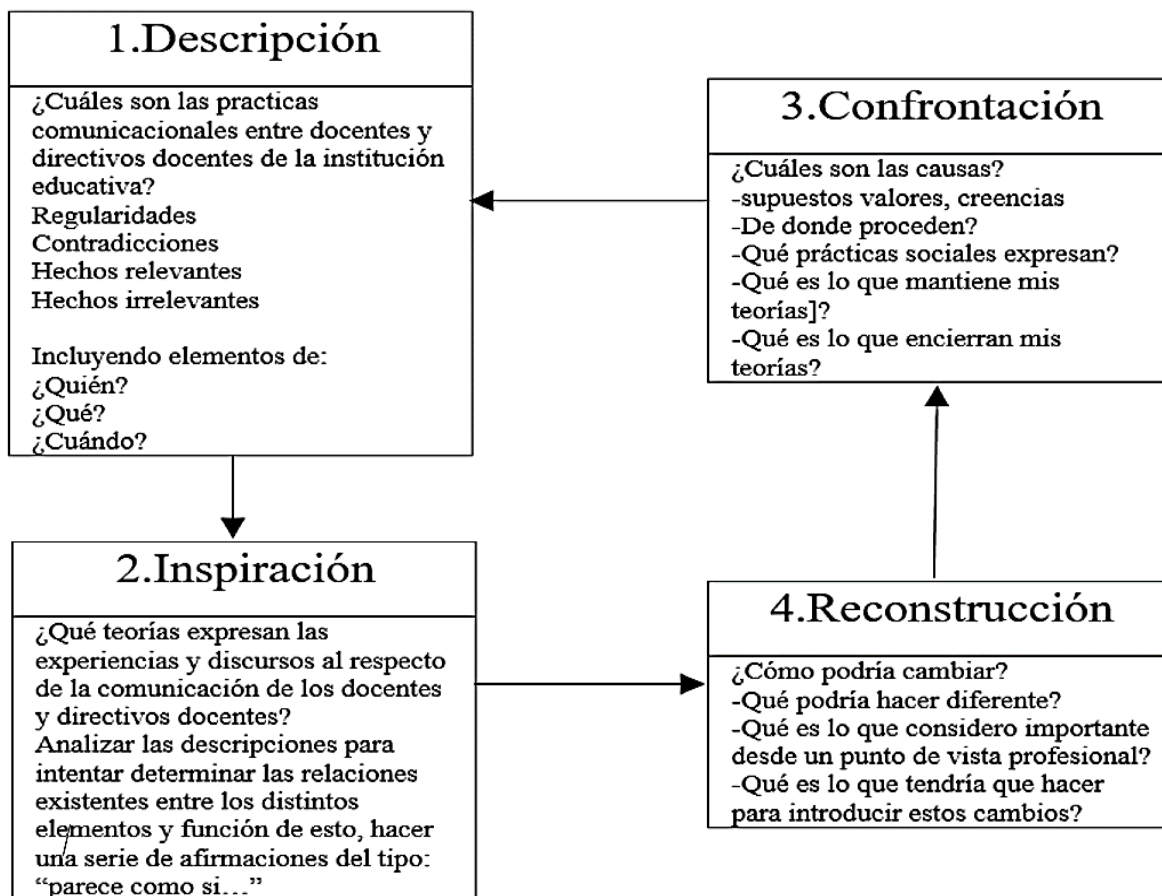 1.Descripción
¿Cuáles son las practicas
comunicacionales entre docentes y
directivos docentes de la institución
educativa?
Regularidades
Contradicciones
Hechos relevantes
Hechos irrelevantes
Incluyendo elementos de:
¿Quién?
¿Qué?
¿Cuándo?
2.Inspiración
¿Qué teorías expresan las
experiencias y discursos al respecto
de la comunicación de los docentes
y directivos docentes?
Analizar las descripciones para
intentar determinar las relaciones
existentes entre los distintos
elementos y función de esto, hacer
una serie de afirmaciones del tipo:
“parece como si...”
3.Confrontación
¿Cuáles son las causas?
-supuestos valores, creencias
-De donde proceden?
-Qué prácticas sociales expresan?
-Qué es lo que mantiene mis
teorías]?
-Qué es lo que encierran mis
teorías?
4.Reconstrucción
¿Cómo podría cambiar?
-Qué podría hacer diferente?
-Qué es lo que considero importante
desde un punto de vista profesional?
-Qué es lo que tendría que hacer
para introducir estos cambios?